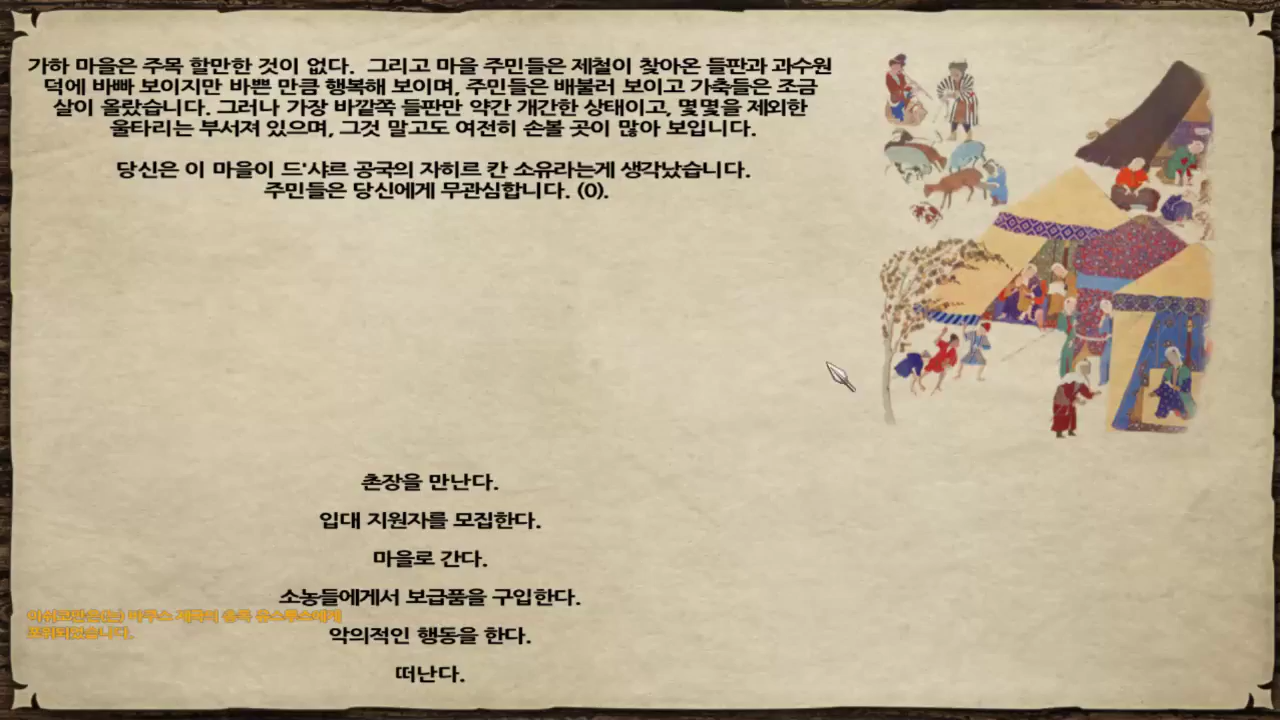 가하 마을은 주목 할만한 것이 없다. 그리고 마을 주민들은 제철이 찾아온 들판과 과수원
덕에 바빠 보이지만 바쁜 만큼 행복해 보이며, 주민들은 배불러 보이고 가축들은 조금
살이 올랐습니다. 그러나 가장 바깥쪽 들판만 약간 개간한 상태이고, 몇몇을 제외한
울타리는 부서져 있으며, 그것 말고도 여전히 손볼 곳이 많아 보입니다.
당신은 이 마을이 드'샤르 공국의 자히르 칸 소유라는게 생각났습니다.
주민들은 당신에게 무관심합니다. (0).
촌장을 만난다.
입대 지원자를 모집한다.
마을로 간다.
소농들에게서 보급품을 구입한다.
포위되었습니다.
악의적인 행동을 한다.
떠난다.